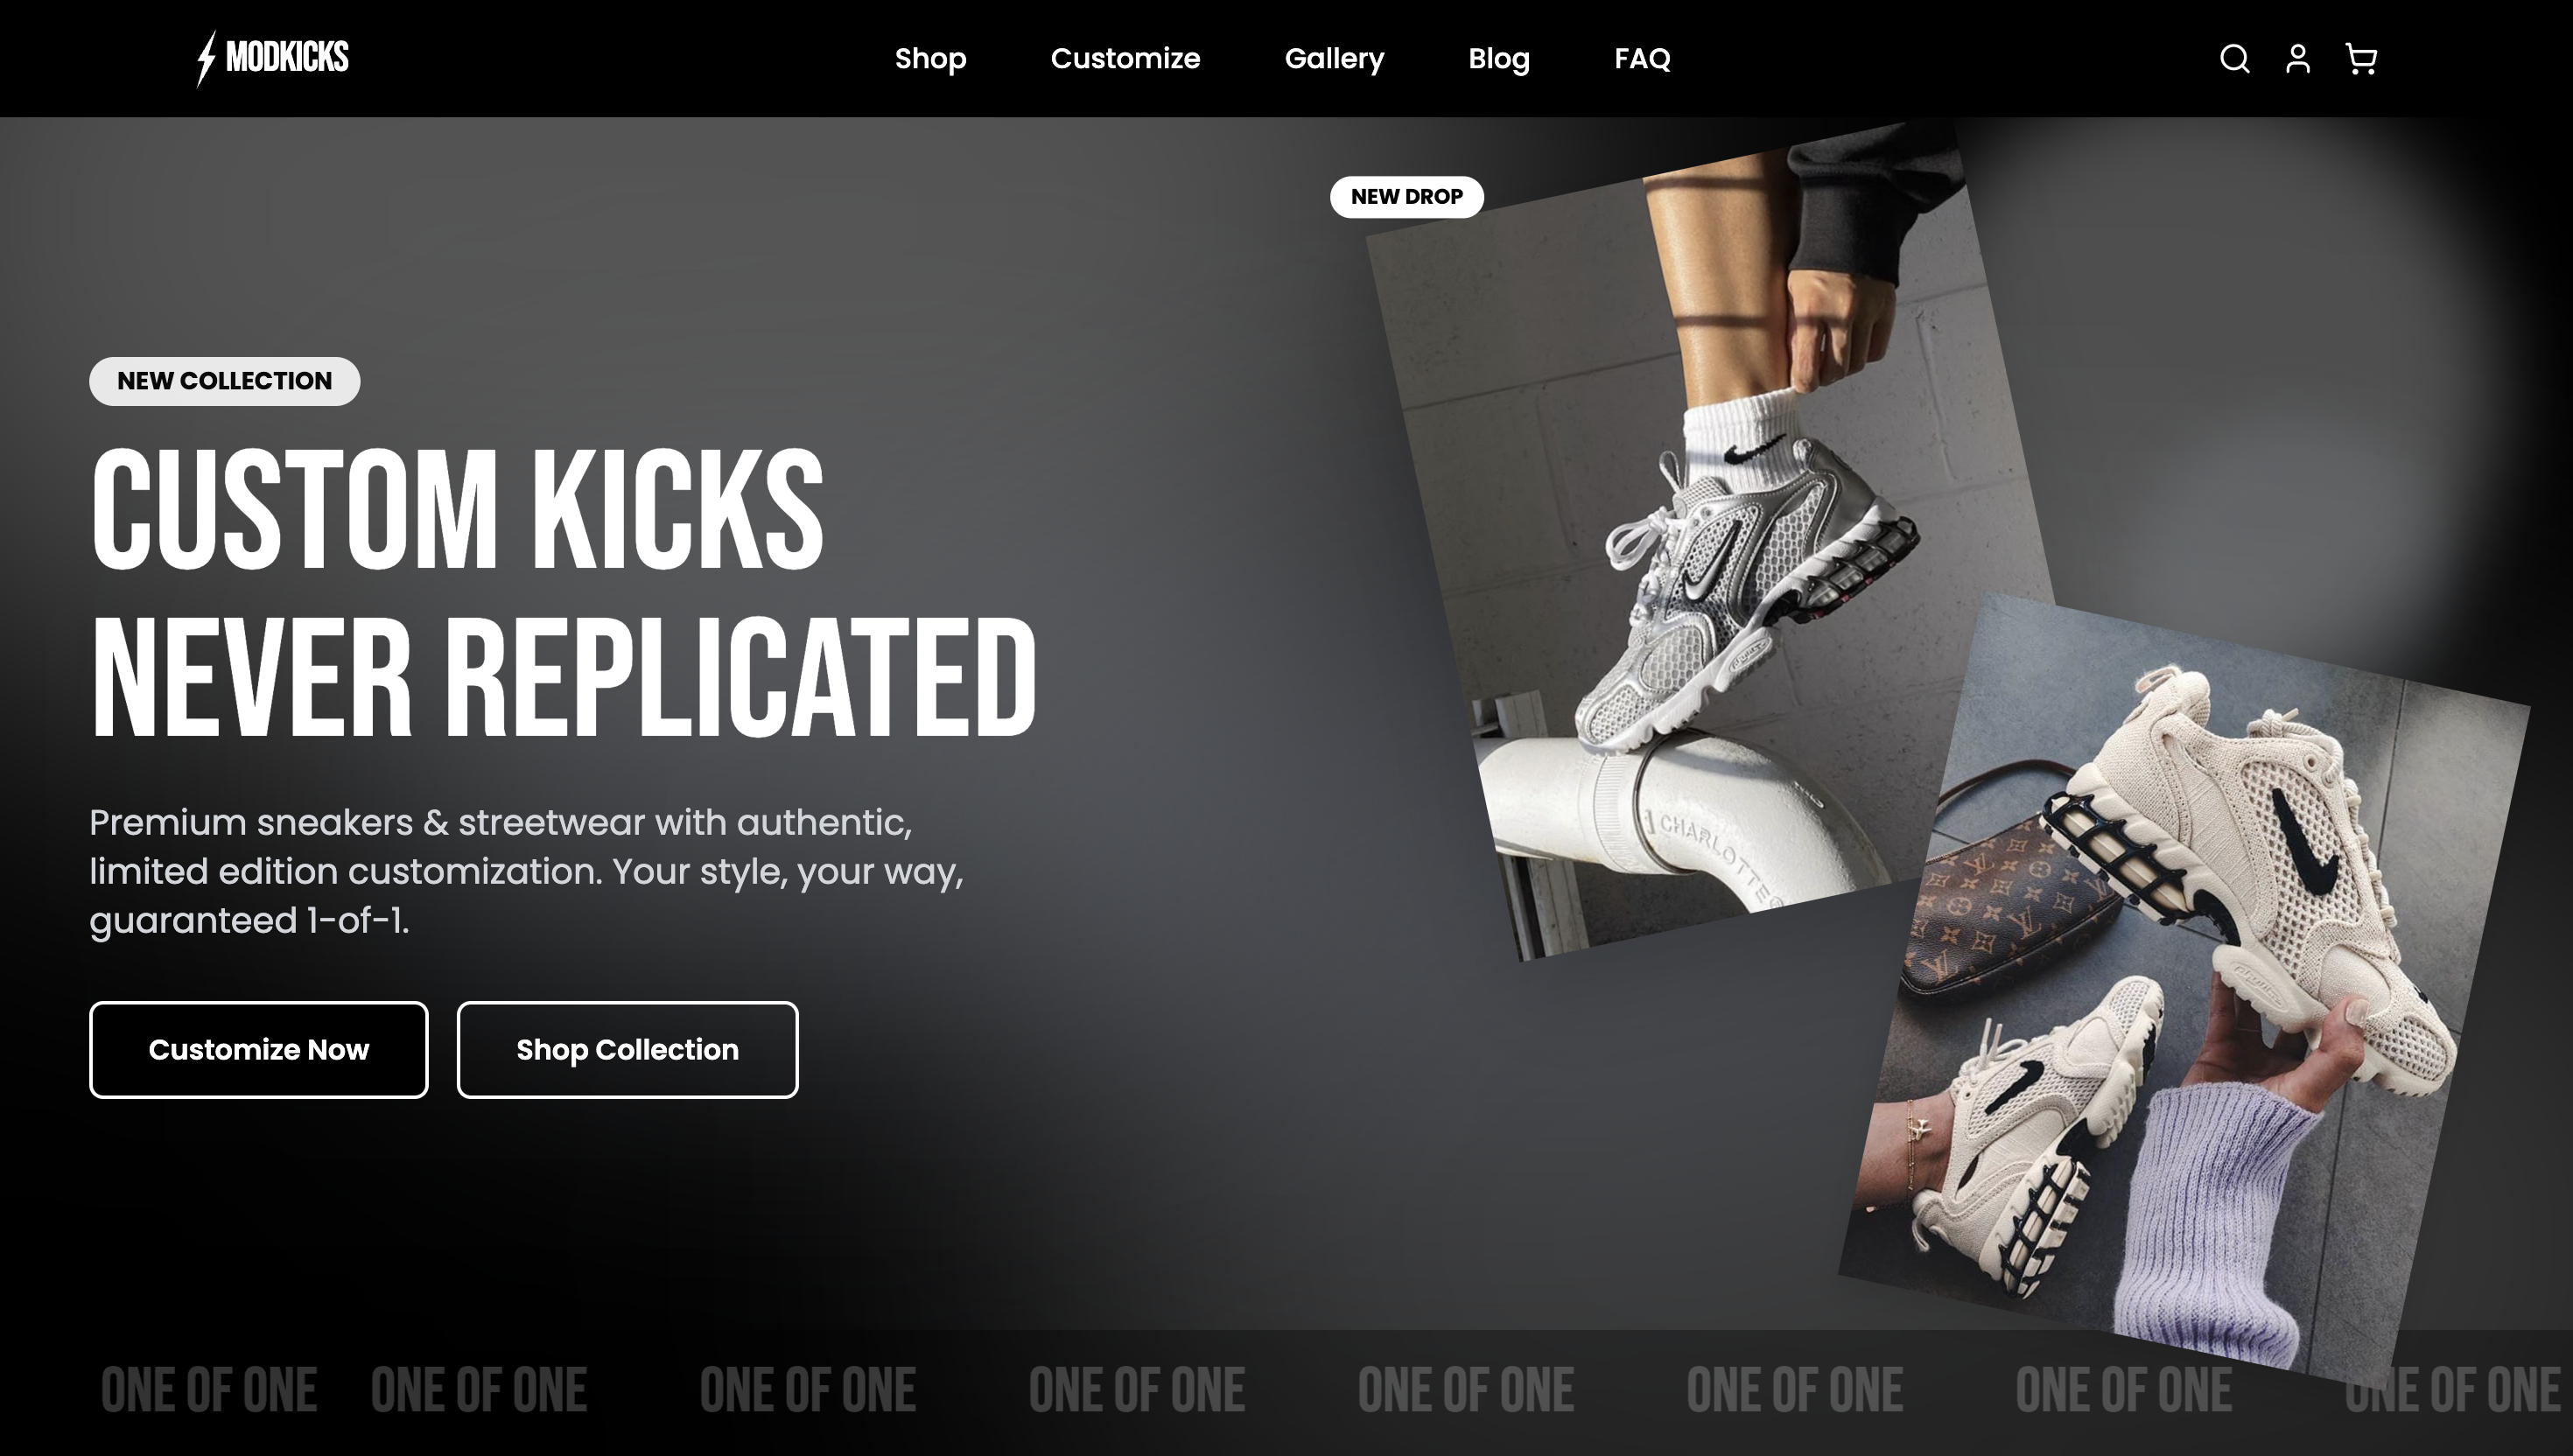 MODKICKS
Shop Customize Gallery Blog FAQ
NEW DROP
NEW COLLECTION
CUSTOM KICKS
NEVER REPLICATED
Premium sneakers & streetwear with authentic,
limited edition customization. Your style, your way,
guaranteed 1-of-1.
Customize Now
Shop Collection
CHARLOTTE®
ONE OF ONE ONE OF ONE ONE OF ONE ONE OF ONE ONE OF ONE ONE OF ONE ONE OF ONE ONE OF ONE